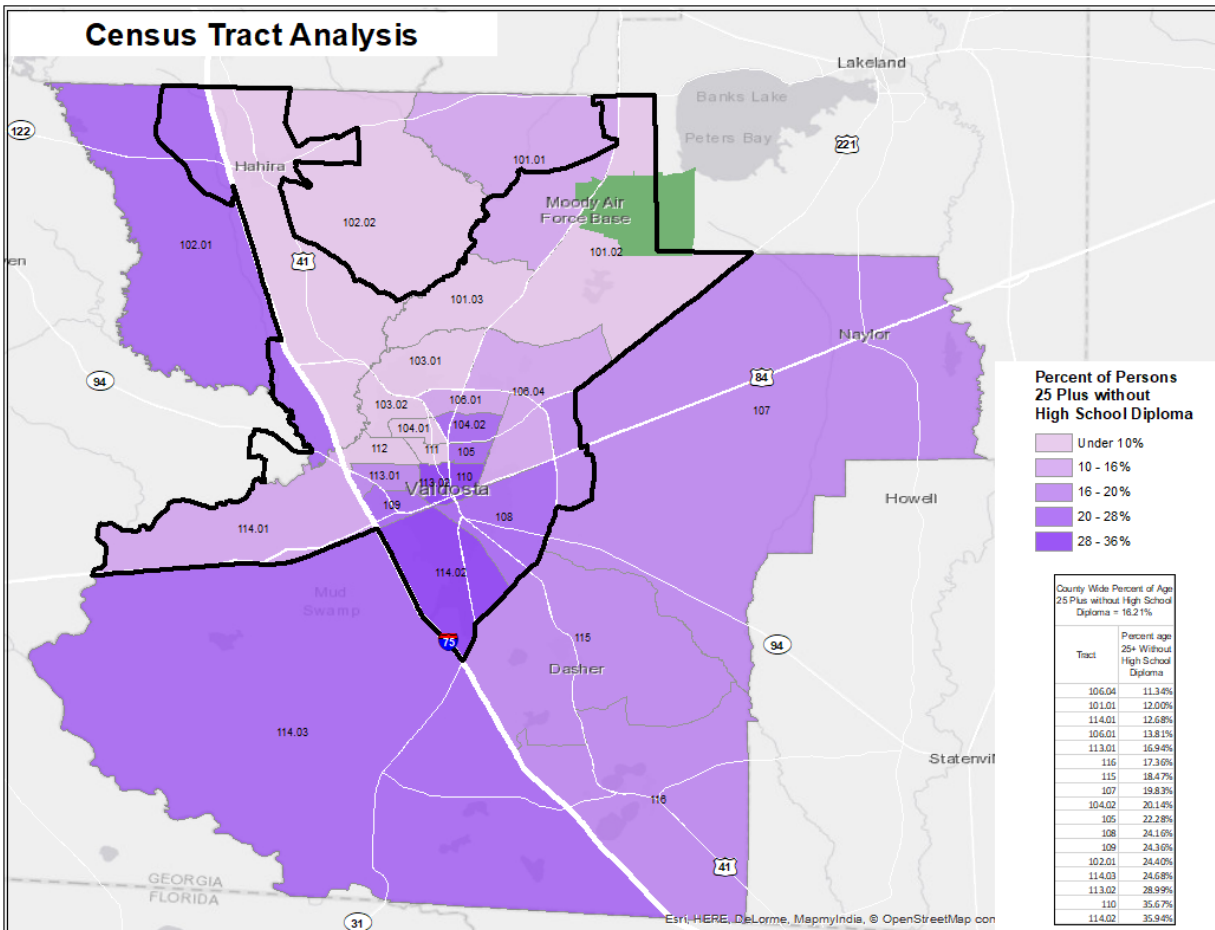 Census Tract Analysis
Lakeland
Banks Lake
122
Peters Bay
221
Hahira
101.01
Moody Air
Force Base
102.02
102.01
101.02
41
101.03
Naylor
103.01
94
84
106.04
107
103.02
106.01
104.01
104.02
112
111
105
113.01
110
Valdosta
Howell
109
108
114.01
114.02
Mud
Swamp
75
115
94
Dasher
114.03
116
41
GEORGIA
FLORIDA
31
Esri, HERE, DeLorme, MapmyIndia, © OpenStreetMap con
Percent of Persons
25 Plus without
High School Diploma
Under 10%
10 - 16%
16 - 20%
20 - 28%
28 - 36%
County Wide Percent of Age
25 Plus without High School
Diploma = 16.21%
Tract Percent age
25+ Without
High School
Diploma
106.04 11.34%
101.01 12.00%
114.01 12.68%
106.01 13.81%
113.01 16.94%
116 17.36%
115 18.47%
107 19.83%
104.02 20.14%
105 22.28%
108 24.16%
109 24.36%
102.01 24.40%
114.03 24.68%
113.02 28.99%
110 35.67%
114.02 35.94%